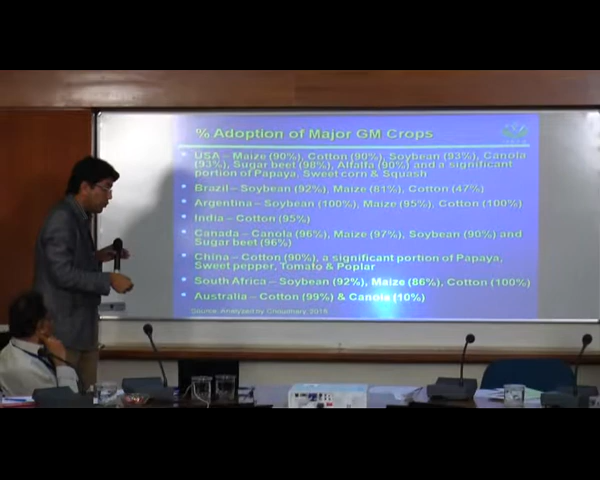 % Adoption of Major GM Crops
USA – Maize (90%), Cotton (90%), Soybean (93%), Canola
(93%), Sugar beet (98%), Alfalfa (90%) and a significant
portion of Papaya, Sweet corn & Squash
Brazil – Soybean (92%), Maize (81%), Cotton (47%)
Argentina – Soybean (100%), Maize (95%), Cotton (100%)
India – Cotton (95%)
Canada – Canola (96%), Maize (97%), Soybean (90%) and
Sugar beet (96%)
China – Cotton (90%), a significant portion of Papaya,
Sweet pepper, Tomato & Poplar
South Africa – Soybean (92%), Maize (86%), Cotton (100%)
Australia – Cotton (99%) & Canola (10%)
Source: Analyzed by Choudhary,